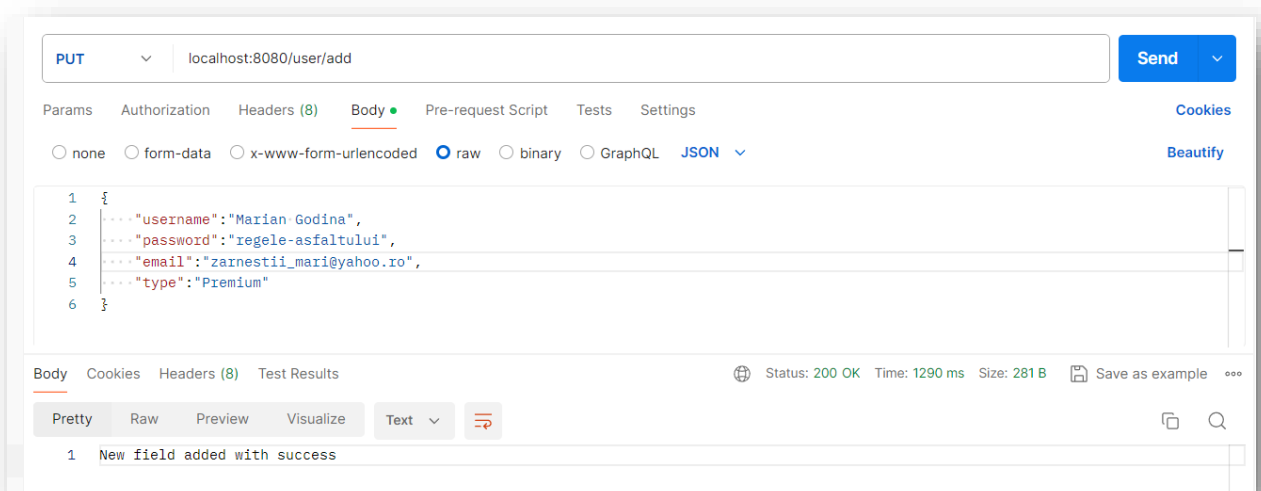 PUT localhost:8080/user/add Send
Params Authorization Headers (8) Body Pre-request Script Tests Settings Cookies
none form-data x-www-form-urlencoded raw binary GraphQL JSON Beautify
1 {
2 "username":"Marian Godina",
3 "password":"regele-asfaltului",
4 "email":"zarnestii_mari@yahoo.ro",
5 "type":"Premium"
6 }
Body Cookies Headers (8) Test Results Status: 200 OK Time: 1290 ms Size: 281 B Save as example
Pretty Raw Preview Visualize Text
1 New field added with success